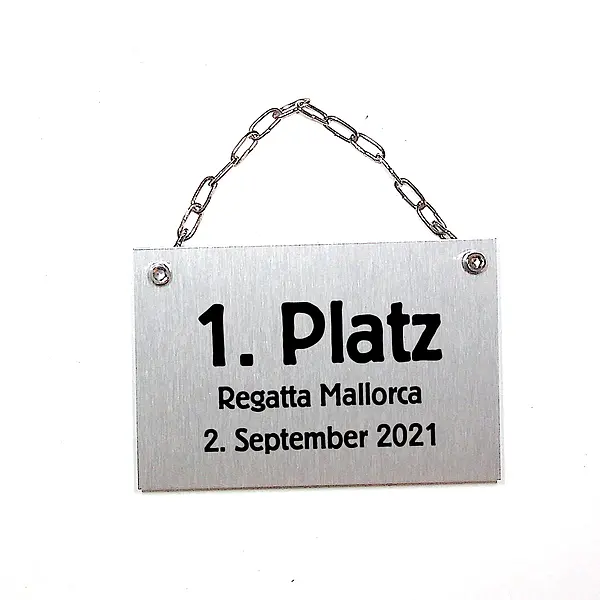 1. Platz
Regatta Mallorca
2. September 2021